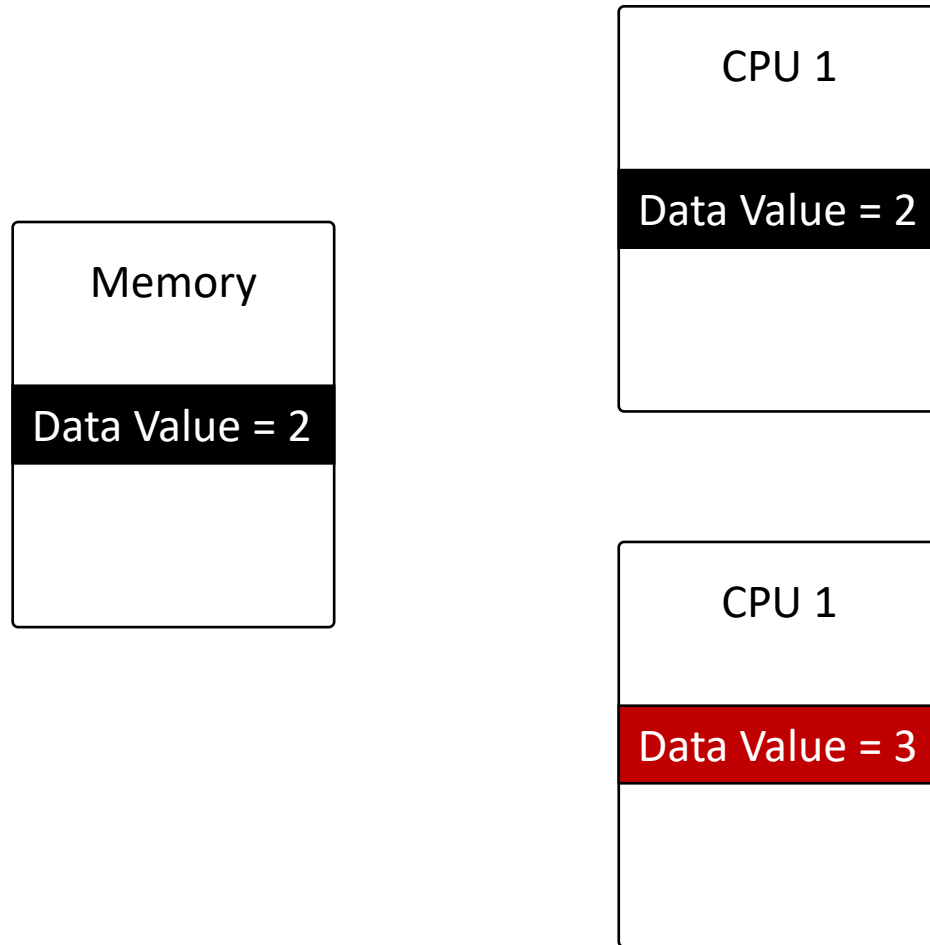 CPU 1
Data Value = 2
Memory
Data Value = 2
CPU 1
Data Value = 3